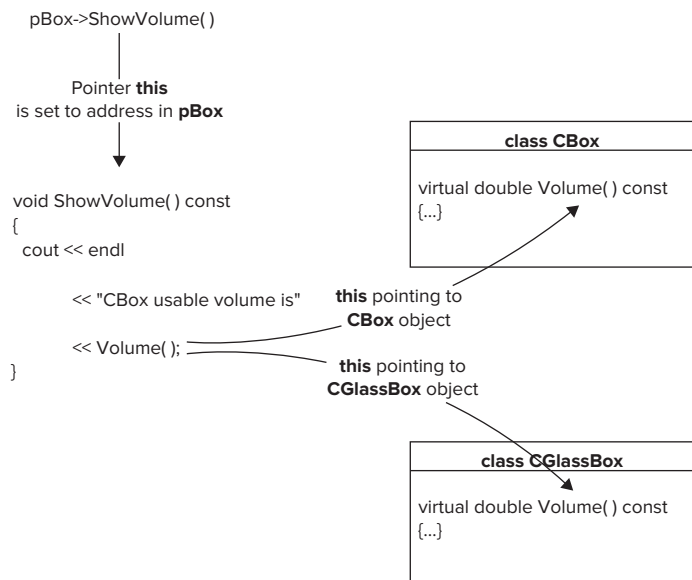 pBox->ShowVolume( )
Pointer this
is set to address in pBox
void ShowVolume( ) const
{
cout << endl
<< "CBox usable volume is"
<< Volume( );
}
this pointing to
CBox object
this pointing to
CGlassBox object
class CBox
virtual double Volume( ) const
{...}
class CGlassBox
virtual double Volume( ) const
{...}